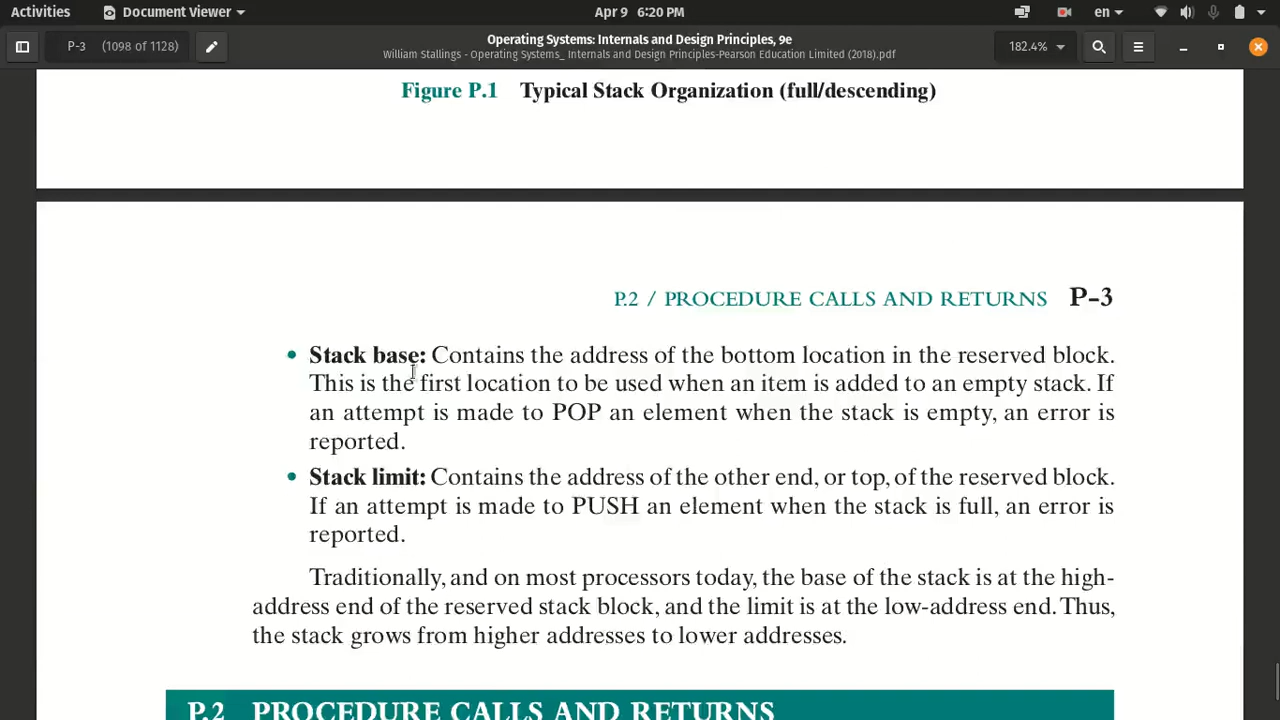 Activities Document Viewer Apr 9 6:20 PM en
P-3 (1098 of 1128) Operating Systems: Internals and Design Principles, 9e 182.4%
William Stallings - Operating Systems_ Internals and Design Principles-Pearson Education Limited (2018).pdf
Figure P.1 Typical Stack Organization (full/descending)
P.2 / PROCEDURE CALLS AND RETURNS P-3
• Stack base: Contains the address of the bottom location in the reserved block.
This is the first location to be used when an item is added to an empty stack. If
an attempt is made to POP an element when the stack is empty, an error is
reported.
• Stack limit: Contains the address of the other end, or top, of the reserved block.
If an attempt is made to PUSH an element when the stack is full, an error is
reported.
Traditionally, and on most processors today, the base of the stack is at the high-
address end of the reserved stack block, and the limit is at the low-address end. Thus,
the stack grows from higher addresses to lower addresses.
P.2 PROCEDURE CALLS AND RETURNS